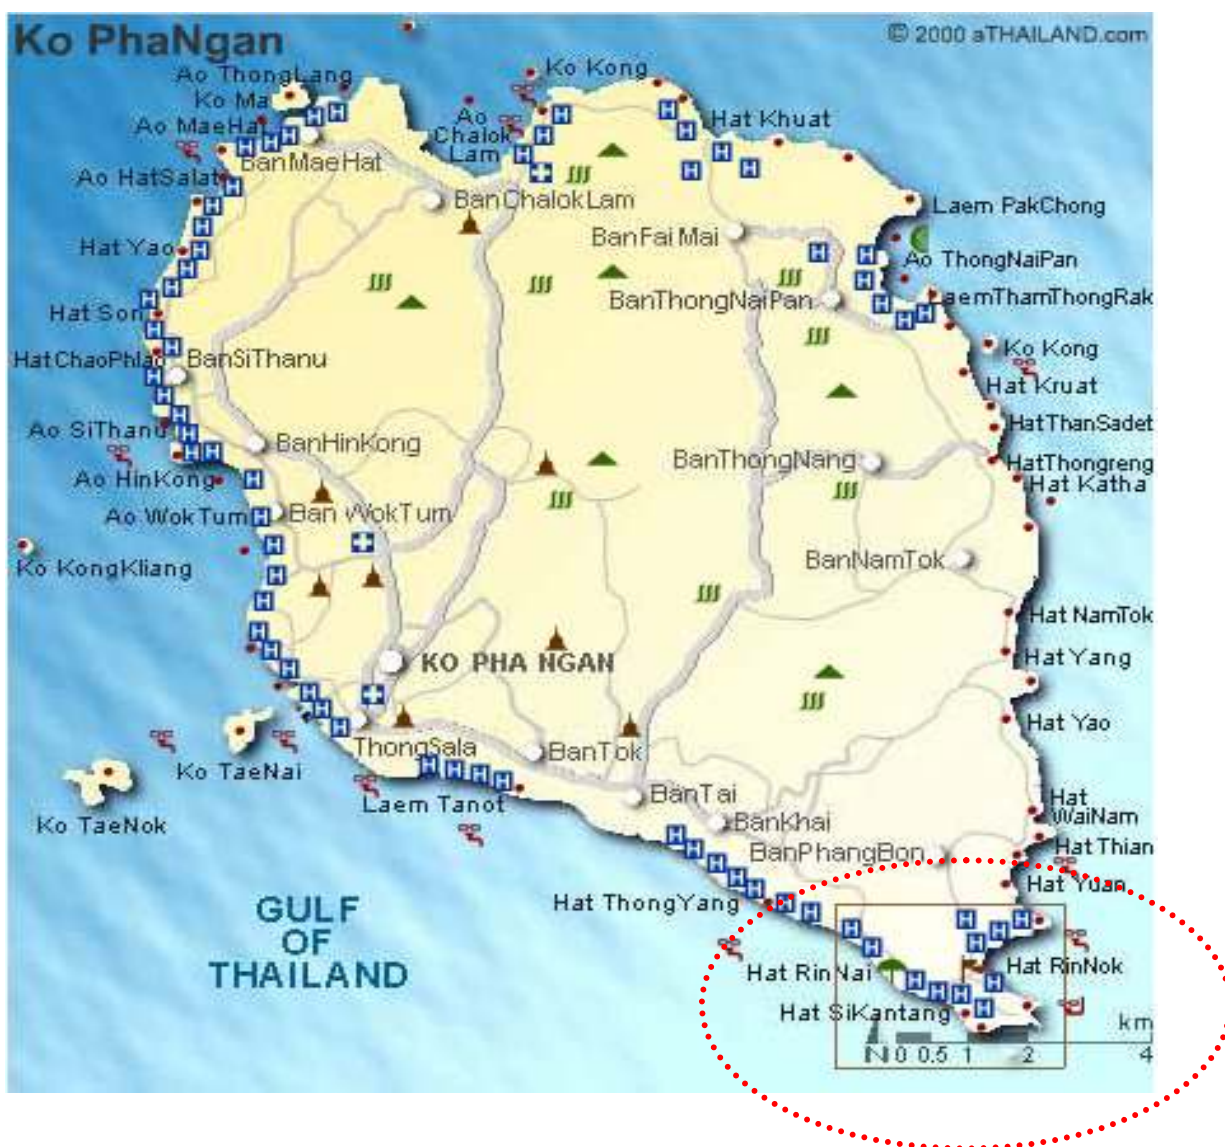 Ko PhaNgan
© 2000 aTHAILAND.com
Ao ThongLang
Ko Kong
Ko Ma
Ao MaeHat
Ao
Chalok
Lam
Hat Khuat
BanMaeHat
Ao HatSalat
BanChalokLam
Laem PakChong
Hat Yao
BanFai Mai
Ao ThongNaiPan
BanThongNaiPan
LaemThamThongRak
Hat Son
HatChaoPhlao
BanSiThanu
Ko Kong
Hat Kruat
Ao SiThanu
BanHinKong
HatThanSadet
BanThongNang
HatThongreng
Ao HinKong
Hat Katha
Ao WokTum
Ban WokTum
Ko KongKliang
BanNamTok
Hat NamTok
KO PHA NGAN
Hat Yang
Hat Yao
ThongSala
BanTok
Ko TaeNai
Laem Tanot
BanTai
Hat
WaiNam
Ko TaeNok
BanKhai
BanPhangBon
Hat Thian
Hat Yuan
Hat ThongYang
GULF
OF
THAILAND
Hat RinNai
Hat RinNok
Hat SiKantang
km
N 0 0.5 1 2 4